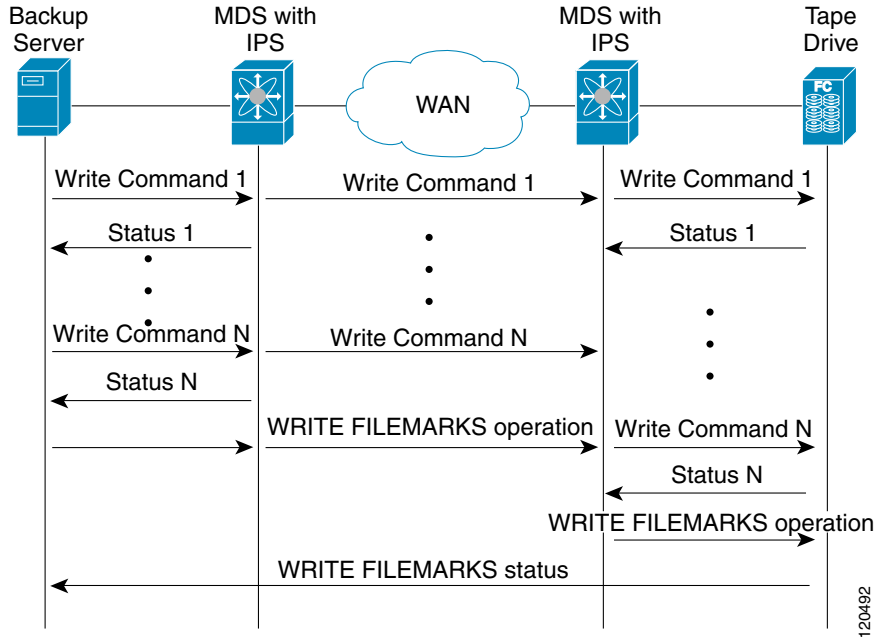 Backup
Server
MDS with
IPS
MDS with
IPS
Tape
Drive
WAN
FC
Write Command 1
Write Command 1
Write Command 1
Status 1
Status 1
Write Command N
Write Command N
Status N
WRITE FILEMARKS operation
Write Command N
Status N
WRITE FILEMARKS operation
WRITE FILEMARKS status
120492